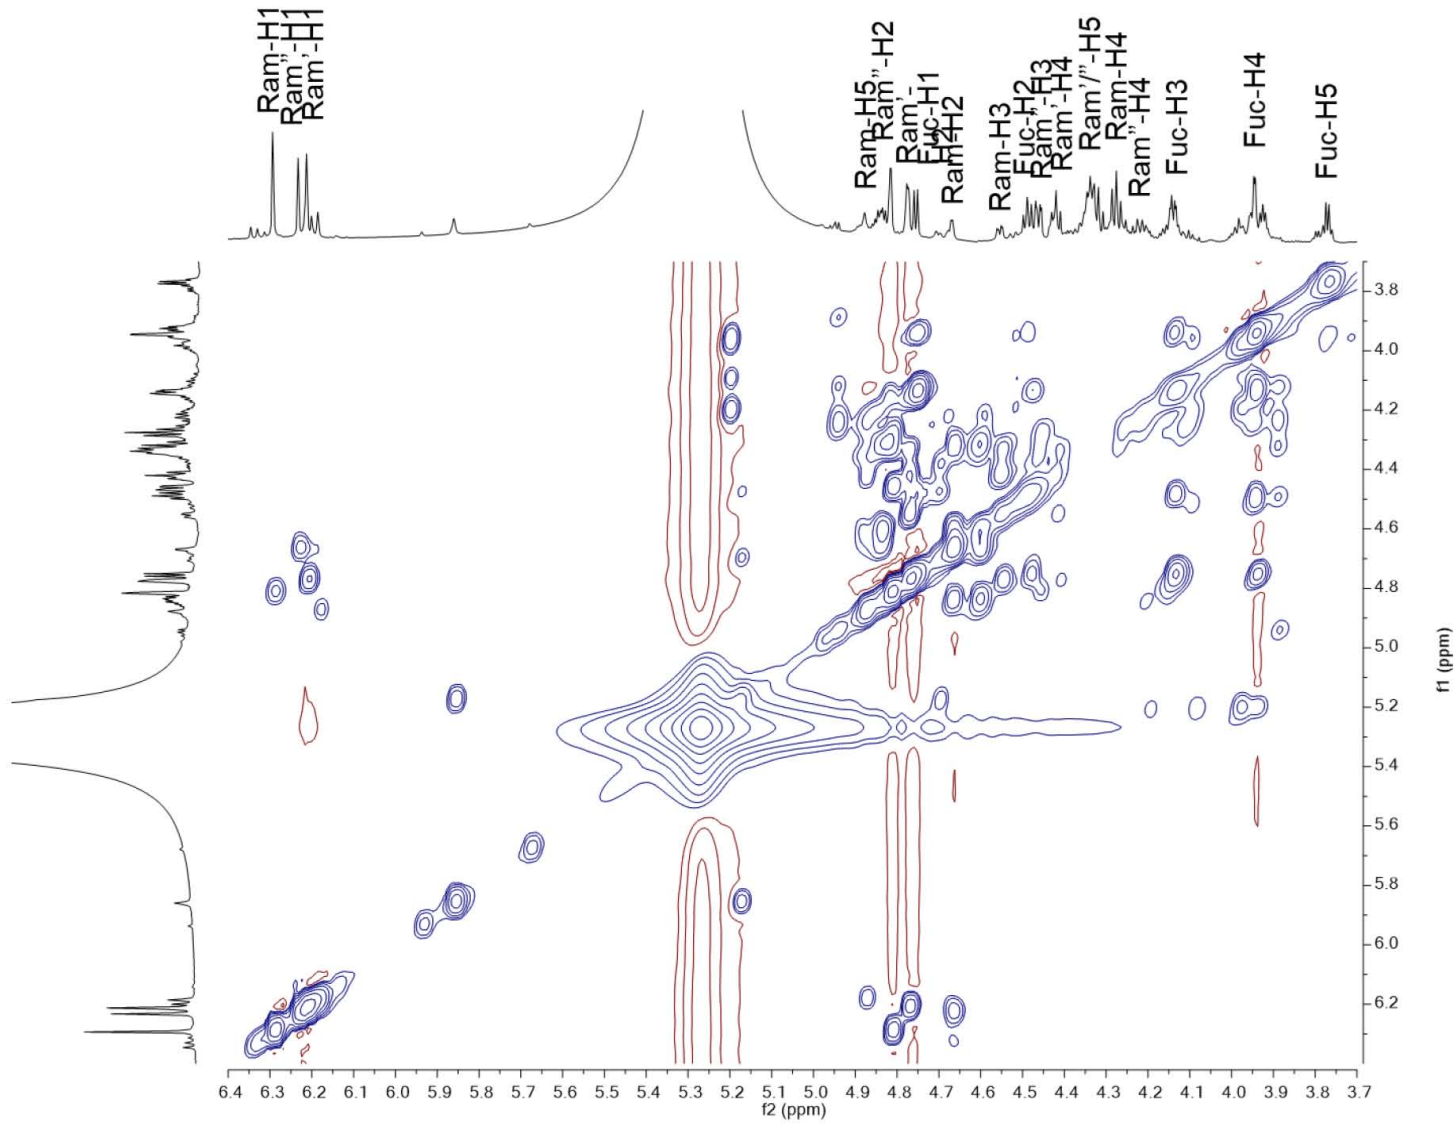 Ram-H1
Ram"-H1
Ram'-H1
Ram-H5
Ram"-H2
Ram'-
H2
Fuc-H1
Ram-H2
Ram-H3
Fuc-H2
Ram"-H3
Ram'-H4
Ram'/"-H5
Ram-H4
Ram"-H4
Fuc-H3
Fuc-H4
Fuc-H5
3.8
4.0
4.2
4.4
4.6
4.8
5.0
5.2
5.4
5.6
5.8
6.0
6.2
f1 (ppm)
6.4 6.3 6.2 6.1 6.0 5.9 5.8 5.7 5.6 5.5 5.4 5.3 5.2 5.1 5.0 4.9 4.8 4.7 4.6 4.5 4.4 4.3 4.2 4.1 4.0 3.9 3.8 3.7
f2 (ppm)